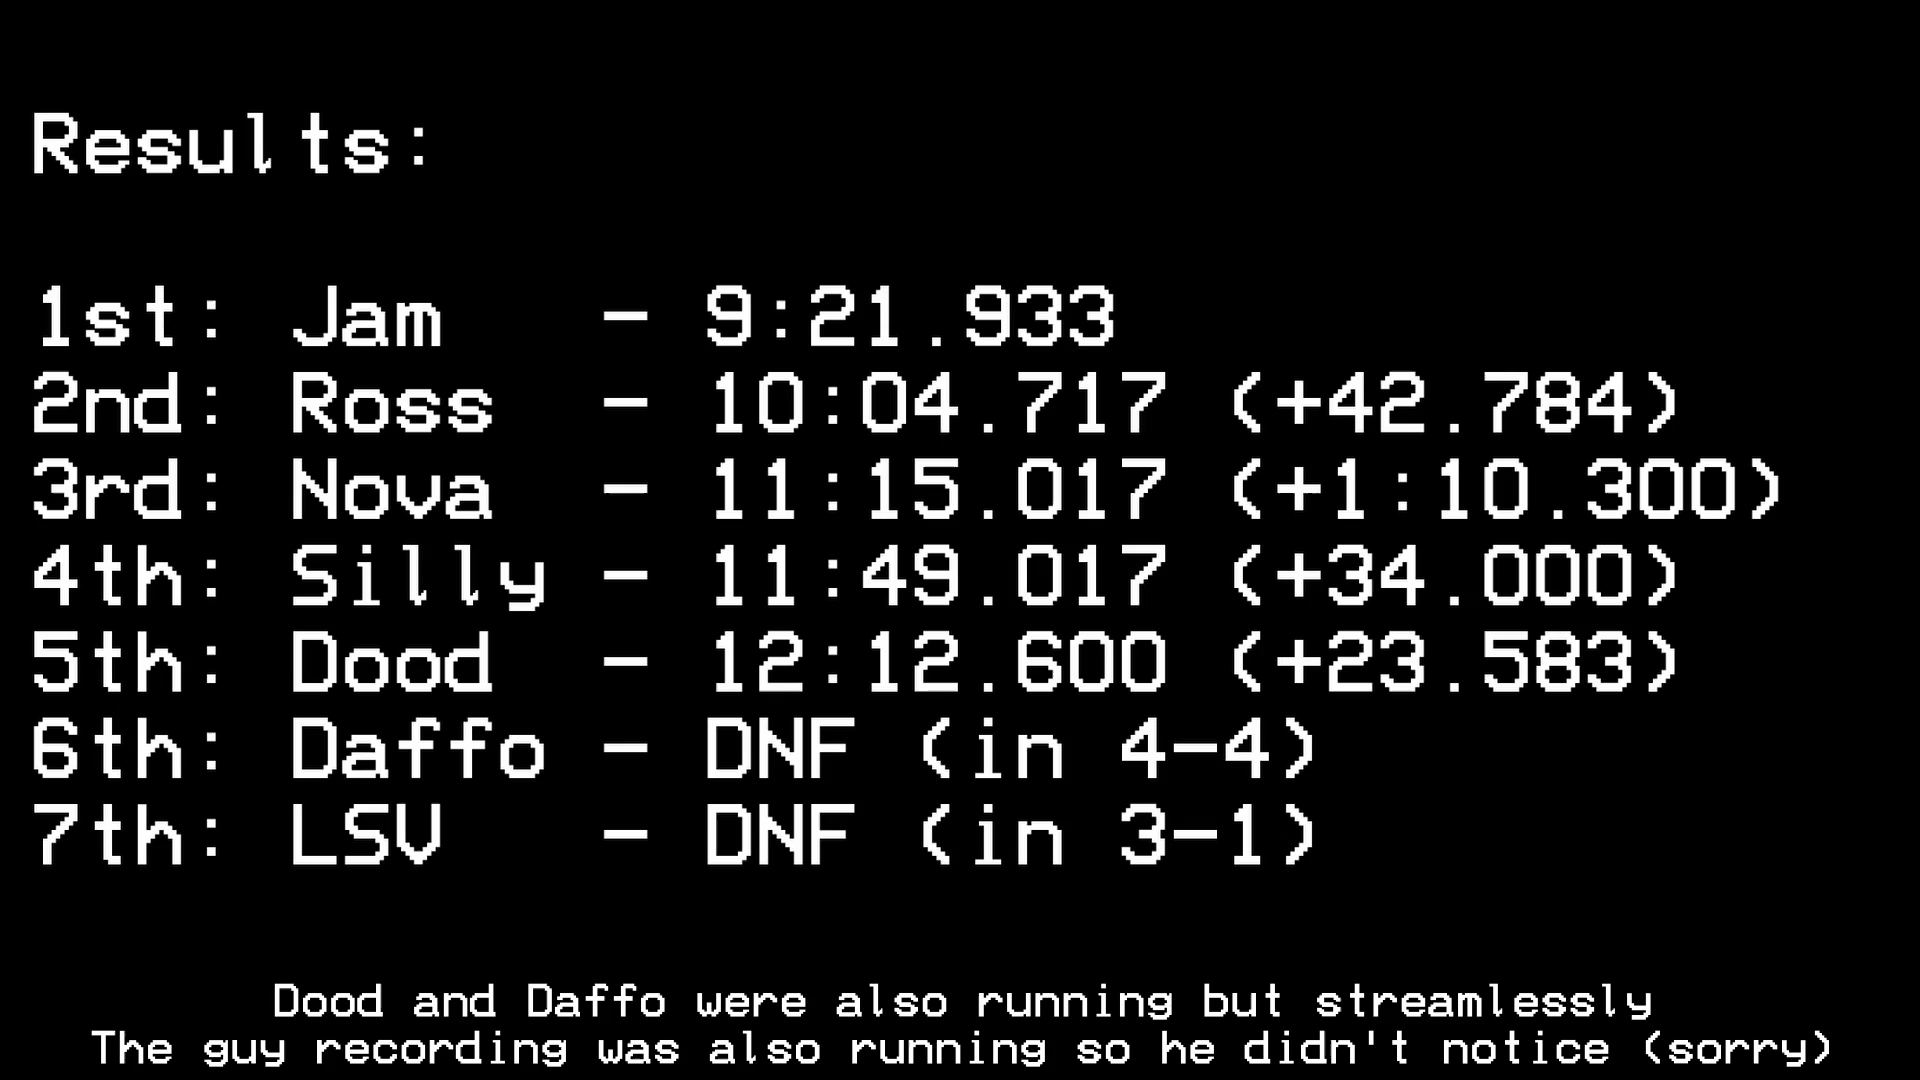 Results:
1st: Jam - 9:21.933
2nd: Ross - 10:04.717 (+42.784)
3rd: Nova - 11:15.017 (+1:10.300)
4th: Silly - 11:49.017 (+34.000)
5th: Dood - 12:12.600 (+23.583)
6th: Daffo - DNF (in 4-4)
7th: LSV - DNF (in 3-1)
Dood and Daffo were also running but streamlessly
The guy recording was also running so he didn't notice (sorry)